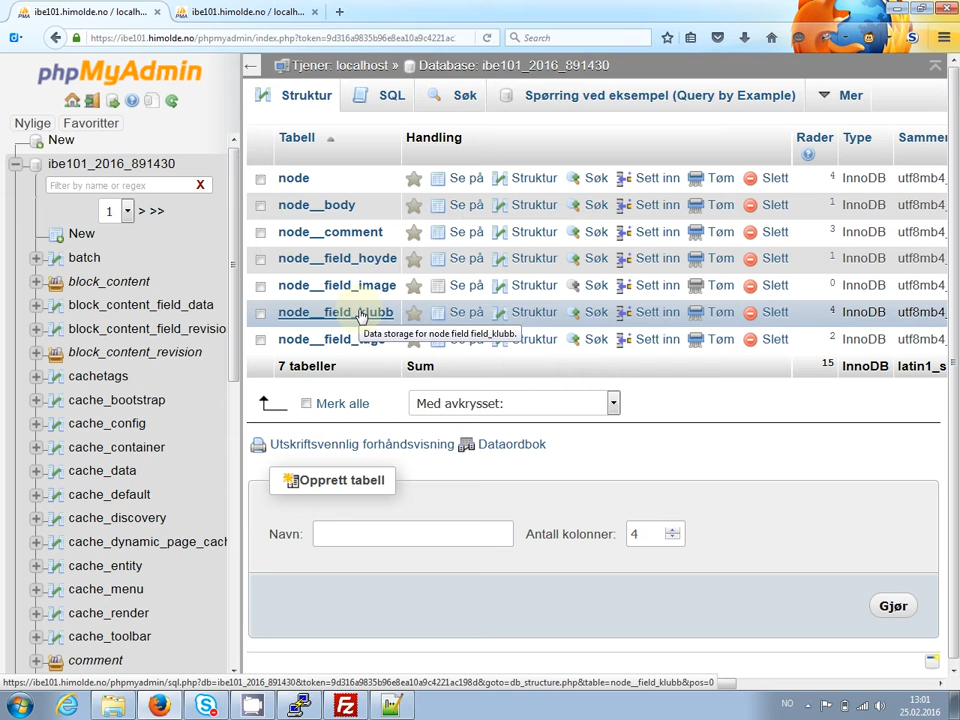 ibe101.himolde.no / localh...
ibe101.himolde.no / localh...
https://ibe101.himolde.no/phpmyadmin/index.php?token=9d6a9835b96e8ea10a9c4221ac
Search
phpMyAdmin
Nylige
Favoritter
New
ibe101_2016_891430
Filter by name or regex
X
1
> >>
New
batch
block_content
block_content_field_data
block_content_field_revisio
block_content_revision
cachetags
cache_bootstrap
cache_config
cache_container
cache_data
cache_default
cache_discovery
cache_dynamic_page_cach
cache_entity
cache_menu
cache_render
cache_toolbar
comment
Tjener: localhost » Database: ibe101_2016_891430
Struktur
SQL
Søk
Spørring ved eksempel (Query by Example)
Mer
Tabell Handling Rader Type Sammer
node Se på Struktur Søk Sett inn Tøm Slett 4 InnoDB utf8mb4_
node__body Se på Struktur Søk Sett inn Tøm Slett 1 InnoDB utf8mb4_
node__comment Se på Struktur Søk Sett inn Tøm Slett 3 InnoDB utf8mb4_
node__field_hoyde Se på Struktur Søk Sett inn Tøm Slett 1 InnoDB utf8mb4_
node__field_image Se på Struktur Søk Sett inn Tøm Slett 0 InnoDB utf8mb4_
node__field_klubb Se på Struktur Søk Sett inn Tøm Slett 4 InnoDB utf8mb4_
Data storage for node field field_klubb.
Se på Struktur Søk Sett inn Tøm Slett 2 InnoDB utf8mb4_
7 tabeller Sum 15 InnoDB latin1_s
Merk alle
Med avkrysset:
Utskriftsvennlig forhåndsvisning
Dataordbok
Opprett tabell
Navn:
Antall kolonner: 4
Gjør
https://ibe101.himolde.no/phpmyadmin/sql.php?db=ibe101_2016_891430&token=9d6a9835b96e8ea10a9c4221ac198d&goto=db_structure.php&table=node__field_klubb&pos=0
NO
13:01
25.02.2016